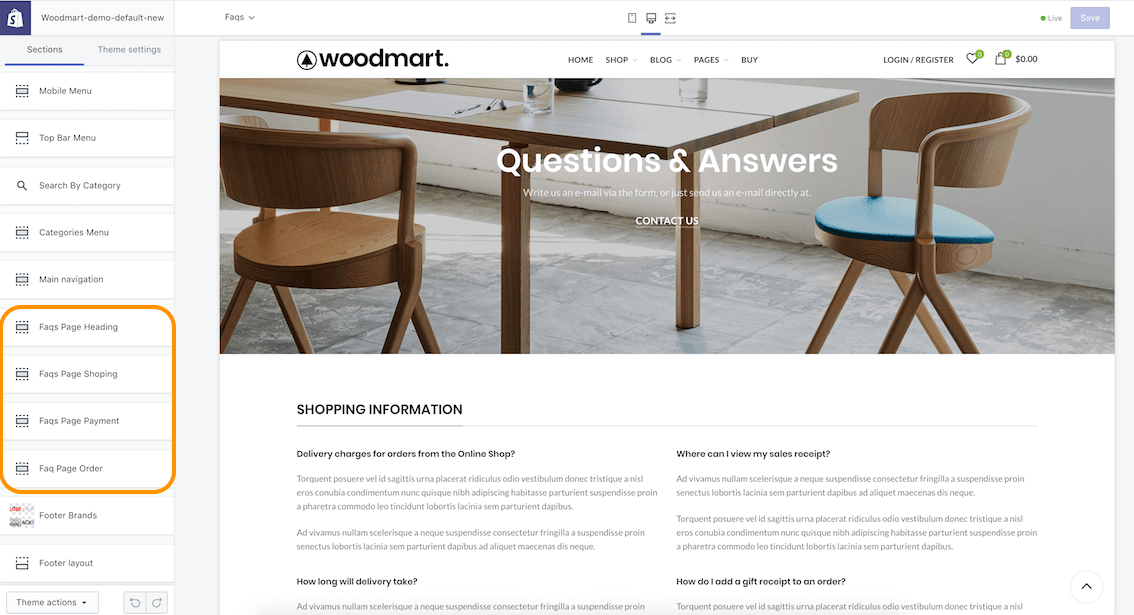 Woodmart-demo-default-new
Faqs
Live
Save
Sections
Theme settings
Mobile Menu
Top Bar Menu
Search By Category
Categories Menu
Main navigation
Faqs Page Heading
Faqs Page Shoping
Faqs Page Payment
Faq Page Order
Footer Brands
Footer layout
Theme actions
woodmart.
HOME SHOP BLOG PAGES BUY
LOGIN / REGISTER 0 0 $0.00
Questions & Answers
Write us an e-mail via the form, or just send us an e-mail directly at.
CONTACT US
SHOPPING INFORMATION
Delivery charges for orders from the Online Shop?
Torquent posuere vel id sagittis urna placerat ridiculus odio vestibulum donec tristique a nisl
eros conubia condimentum nunc quisque nibh adipiscing habitasse parturient suspendisse proin
a pharetra commodo leo tincidunt lobortis lacinia sem parturient dapibus.
Ad vivamus nullam scelerisque a neque suspendisse consectetur fringilla a suspendisse proin
senectus lobortis lacinia sem parturient dapibus ad aliquet maecenas dis neque.
How long will delivery take?
Ad vivamus nullam scelerisque a neque suspendisse consectetur fringilla a suspendisse proin
Where can I view my sales receipt?
Ad vivamus nullam scelerisque a neque suspendisse consectetur fringilla a suspendisse proin
senectus lobortis lacinia sem parturient dapibus ad aliquet maecenas dis neque.
Torquent posuere vel id sagittis urna placerat ridiculus odio vestibulum donec tristique a nisl
eros conubia condimentum nunc quisque nibh adipiscing habitasse parturient suspendisse proin
a pharetra commodo leo tincidunt lobortis lacinia sem parturient dapibus.
How do I add a gift receipt to an order?
Torquent posuere vel id sagittis urna placerat ridiculus odio vestibulum donec tristique a nisl